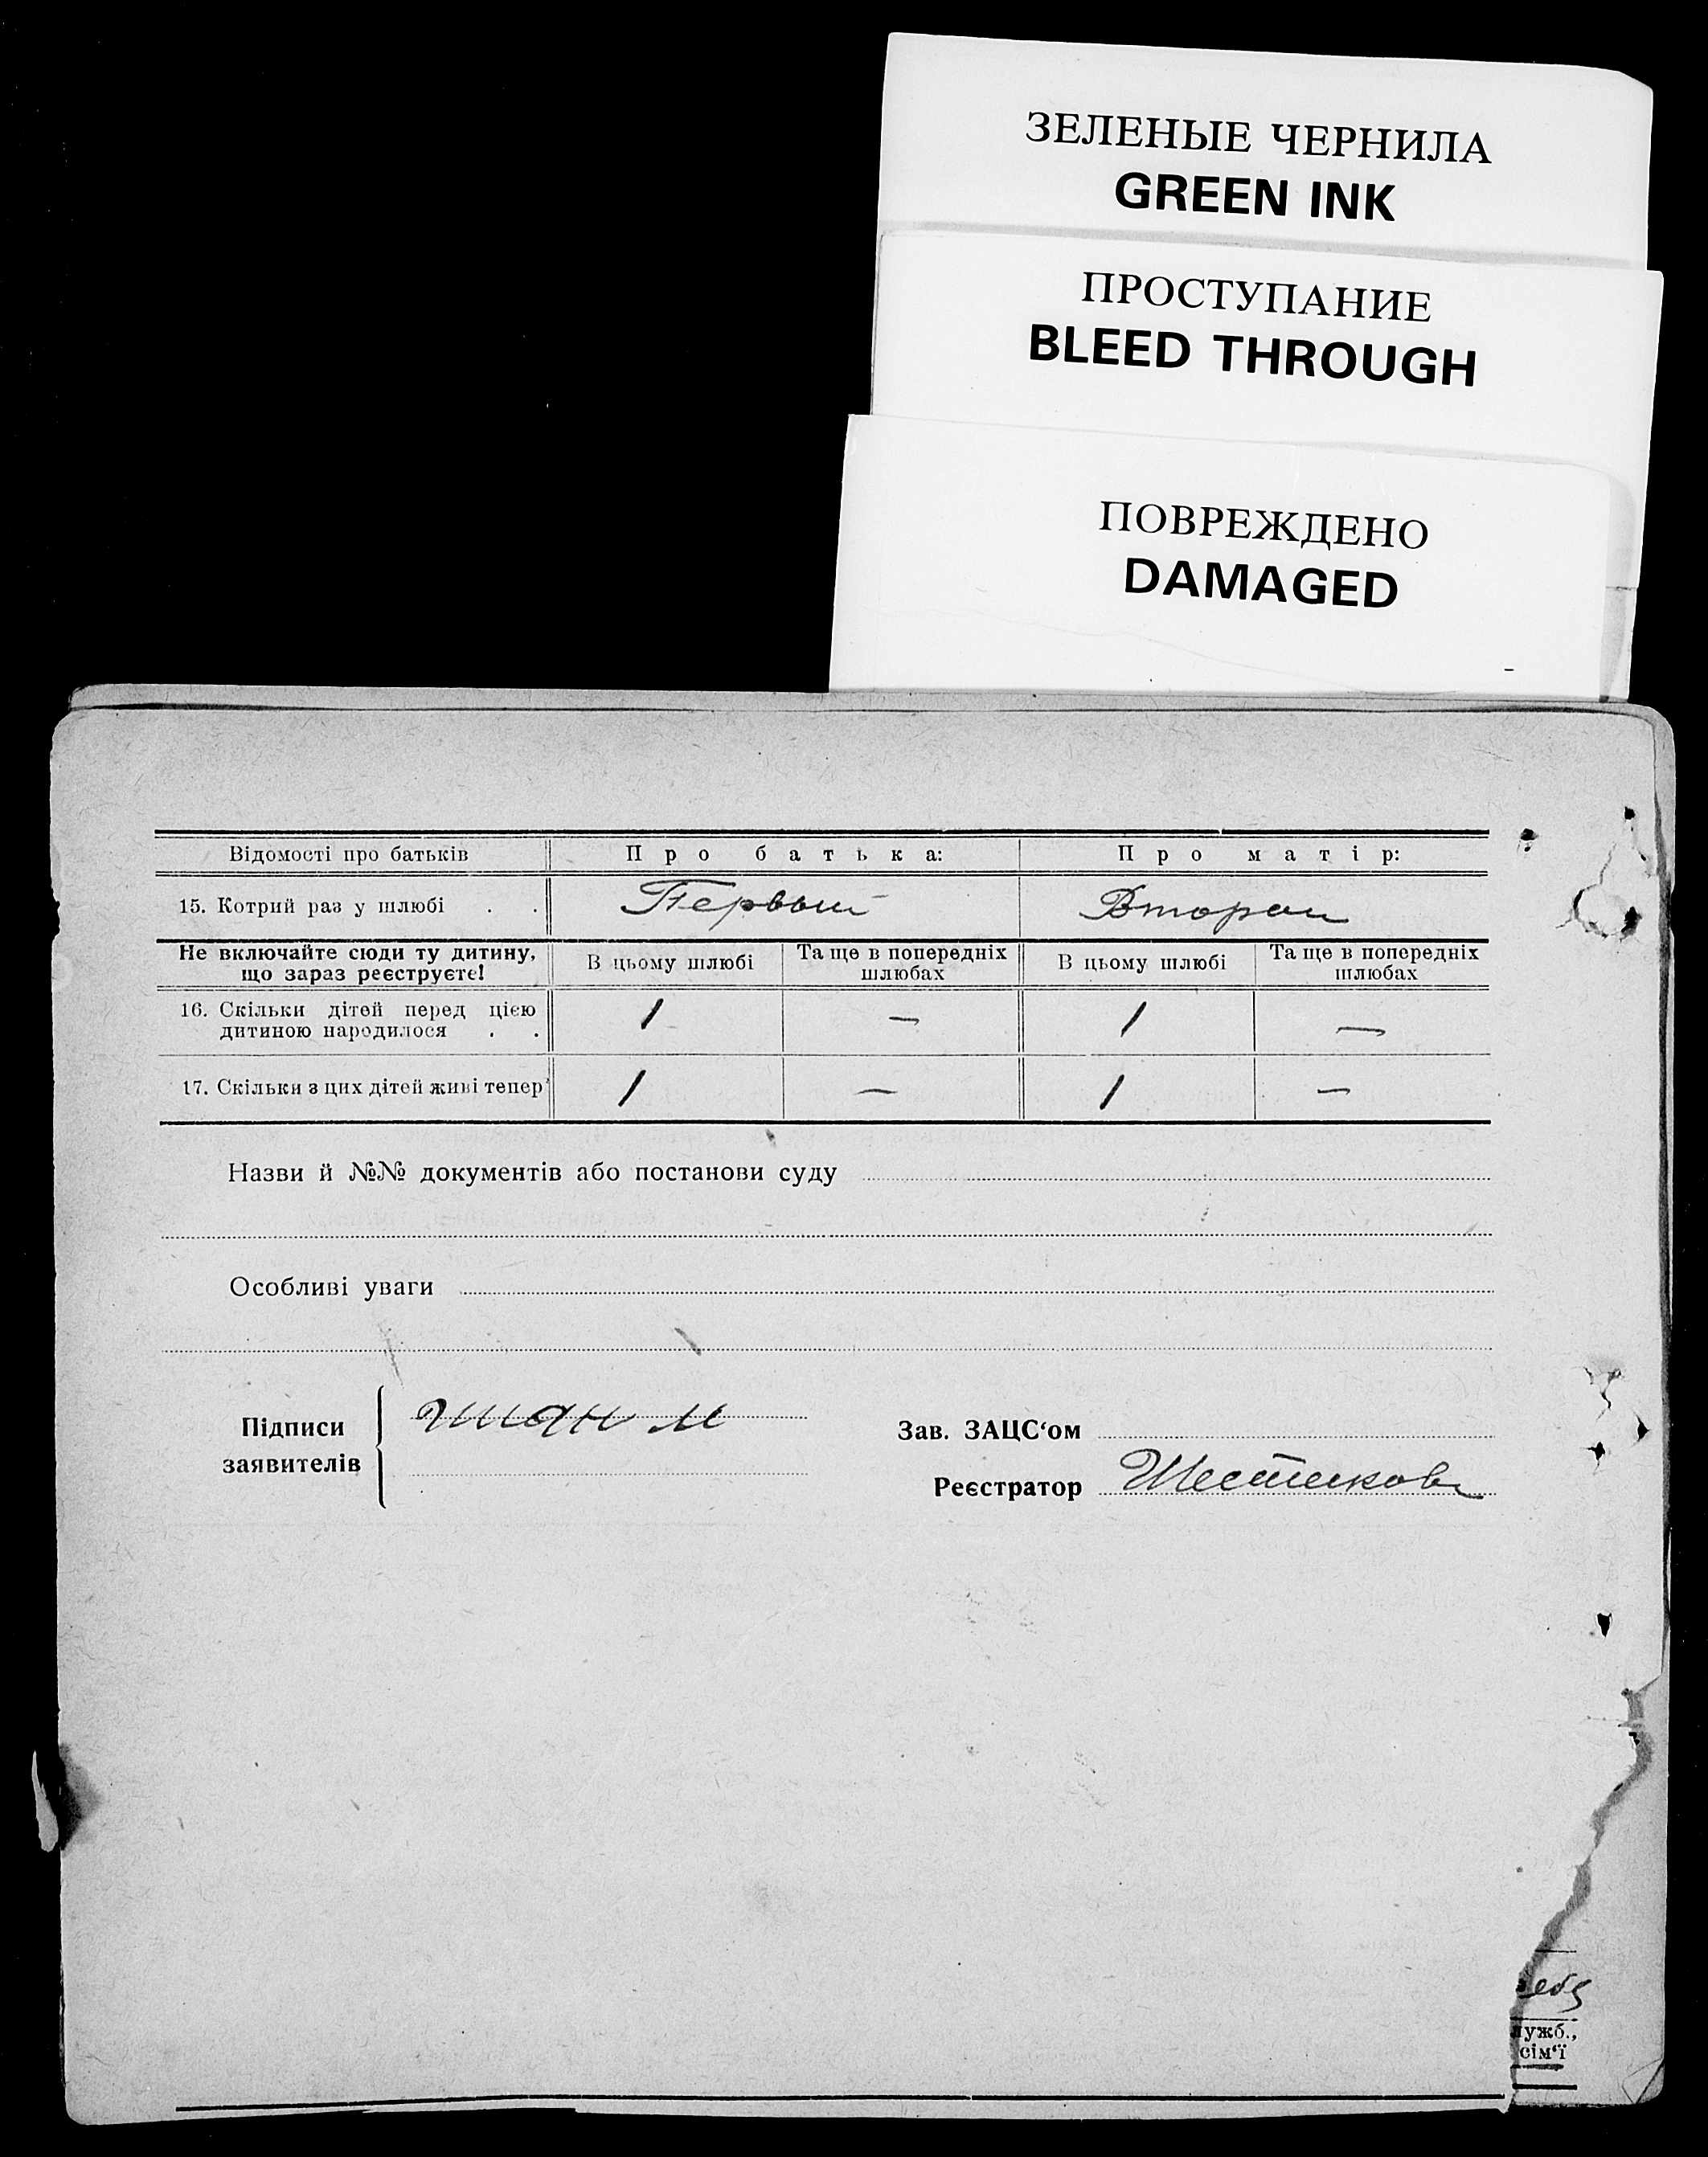 ЗЕЛЕНЫЕ ЧЕРНИЛА
GREEN INK
ПРОСТУПАНИЕ
BLEED THROUGH
ПОВРЕЖДЕНО
DAMAGED
Відомості про батьків Про батька: Про матір:
15. Котрий раз у шлюбі . . Первый Второй
Не включайте сюди ту дитину, що зараз реєструєте! В цьому шлюбі Та ще в попередніх шлюбах В цьому шлюбі Та ще в попередніх шлюбах
16. Скільки дітей перед цією дитиною народилося . . 1 — 1 —
17. Скільки з цих дітей живі тепер 1 — 1 —
Назви й №№ документів або постанови суду
Особливі уваги
Підписи заявителів
Зав. ЗАЦС‘ом
Реєстратор
лужб.,
сім‘ї